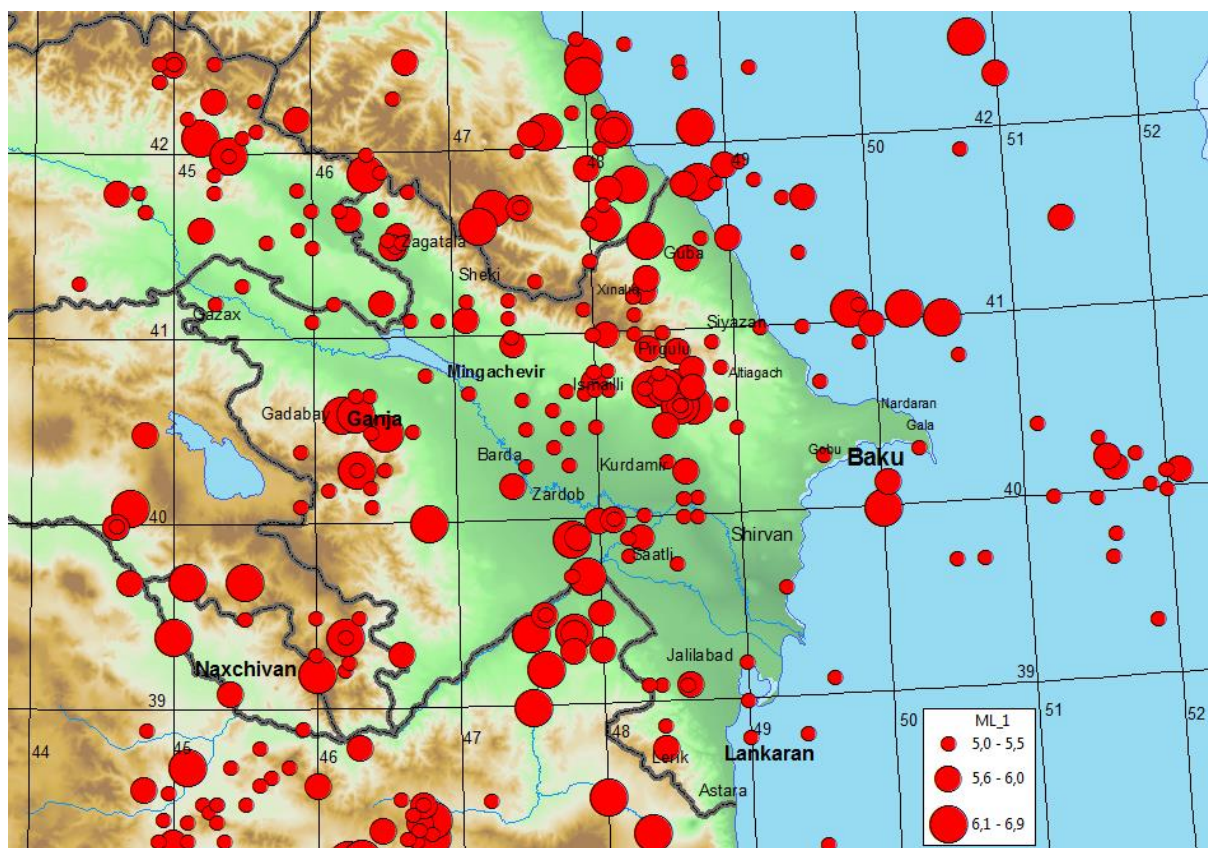 42
47
48
49
50
42
51
52
45
46
Zagatala
Guba
Sheki
Xinaliq
41
Gazax
Siyazan
41
Pirgulu
Mingachevir
Altiagach
Ismailli
Nardaran
Gadabay
Ganja
Gala
Barda
Gobu
Baku
Kurdamir
Zardob
40
40
Shirvan
Saatli
Jalilabad
Naxchivan
39
39
44
45
46
47
48
49
50
51
52
Lerik
Lankaran
Astara
ML_1
5,0 - 5,5
5,6 - 6,0
6,1 - 6,9